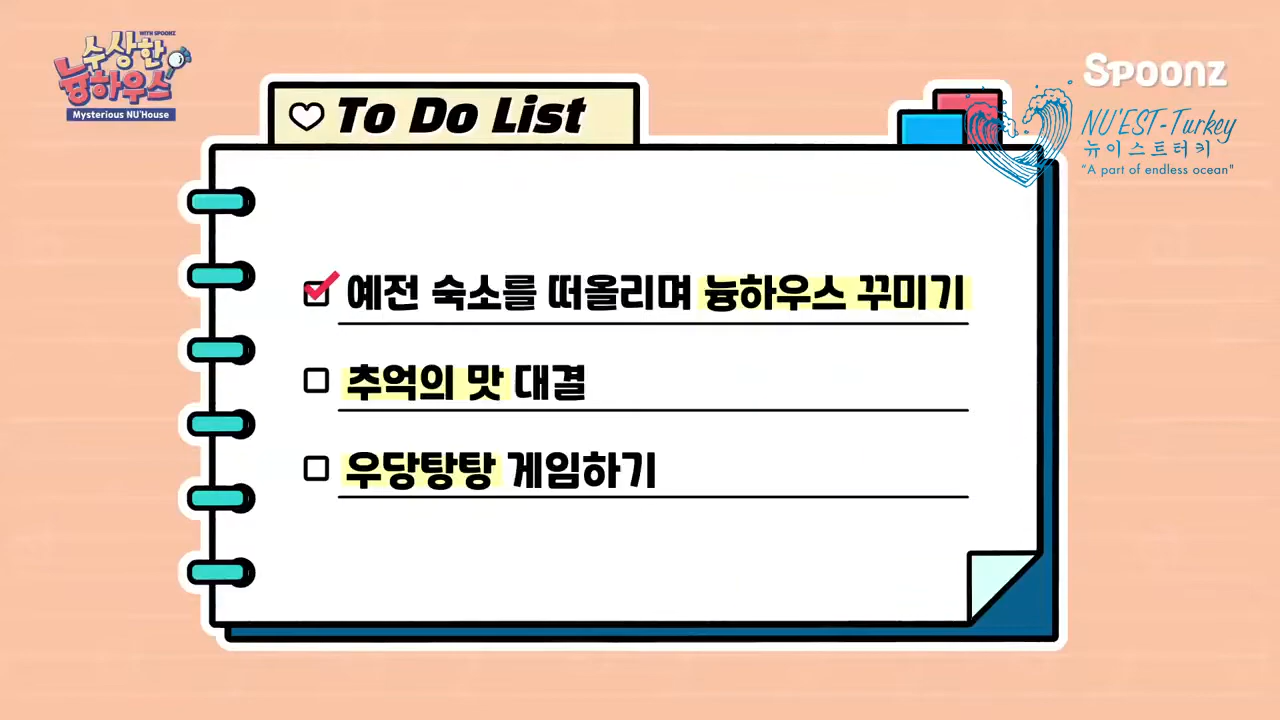 WITH SPOONZ
수상한
늉하우스
Mysterious NU'House
Spoonz
NU'EST-Turkey
뉴이스트터키
"A part of endless ocean"
To Do List
예전 숙소를 떠올리며 늉하우스 꾸미기
추억의 맛 대결
우당탕탕 게임하기